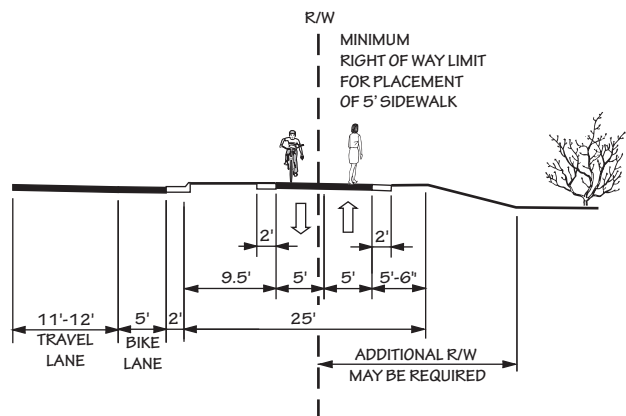 R/W
MINIMUM
RIGHT OF WAY LIMIT
FOR PLACEMENT
OF 5' SIDEWALK
2'
2'
9.5'
5'
5'
5'-6"
11'-12'
5'
2'
25'
TRAVEL
LANE
BIKE
LANE
ADDITIONAL R/W
MAY BE REQUIRED